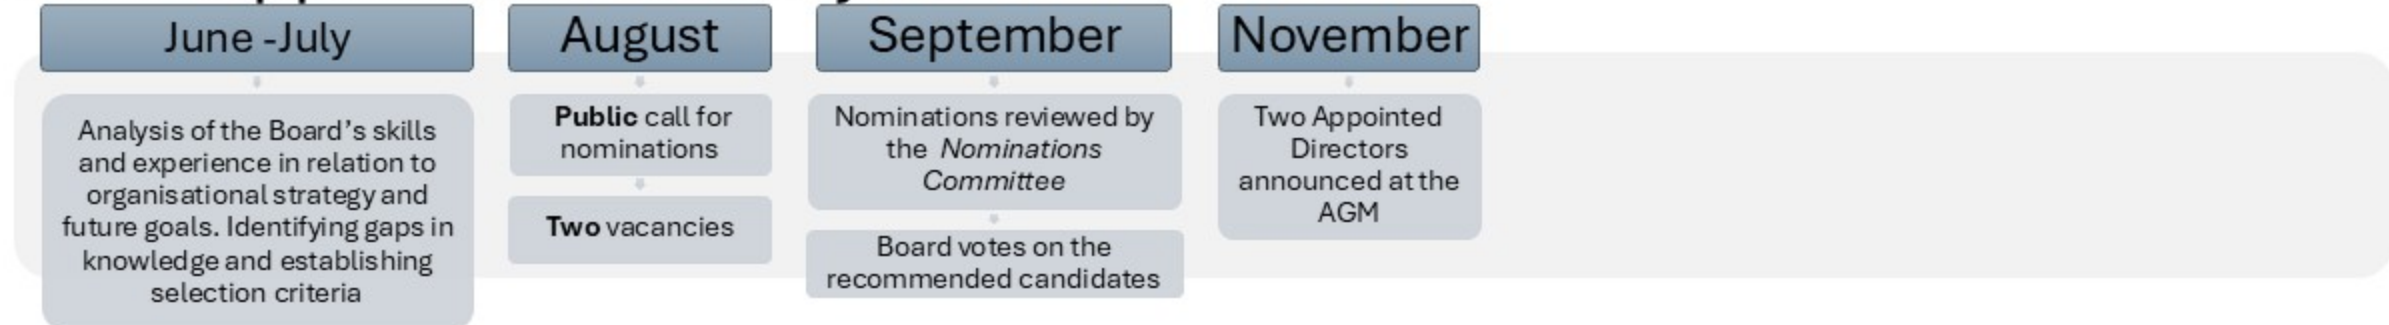 June -July
Analysis of the Board's skills
and experience in relation to
organisational strategy and
future goals. Identifying gaps in
knowledge and establishing
selection criteria
August
Public call for
nominations
Two vacancies
September
Nominations reviewed by
the Nominations
Committee
Board votes on the
recommended candidates
November
Two Appointed
Directors
announced at the
AGM